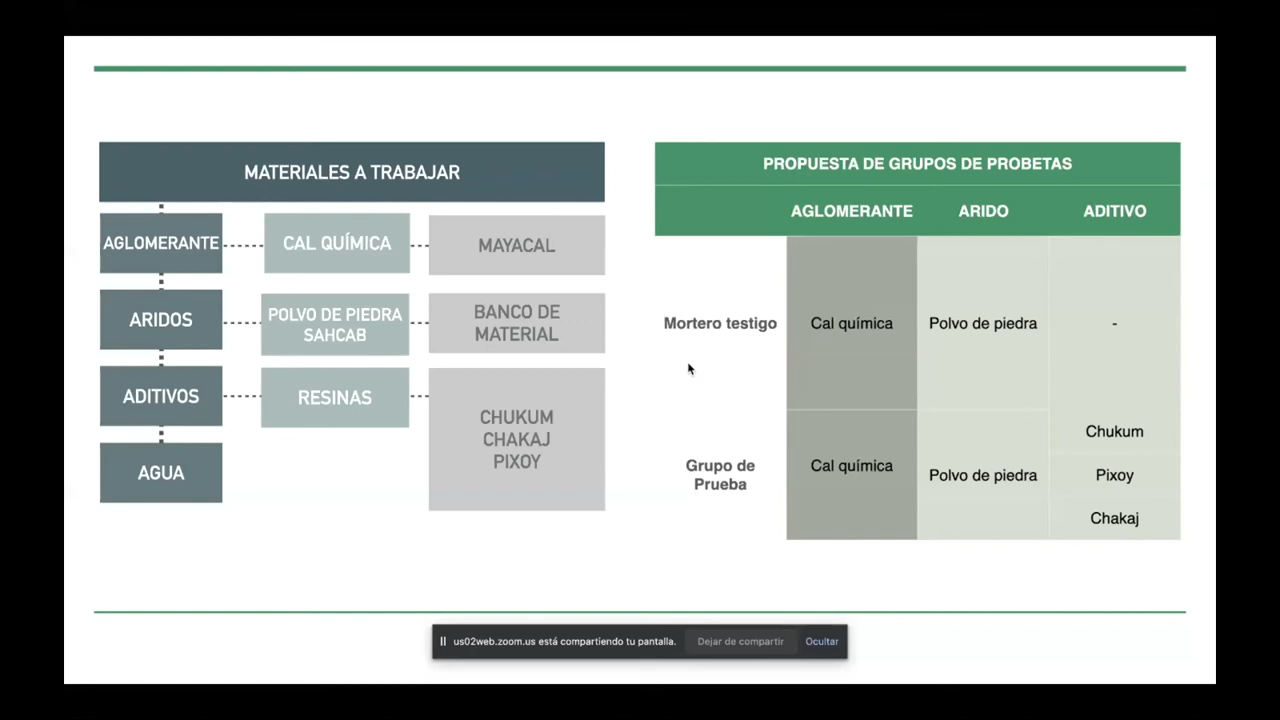 MATERIALES A TRABAJAR
AGLOMERANTE
CAL QUÍMICA
MAYACAL
ARIDOS
POLVO DE PIEDRA
SAHCAB
BANCO DE
MATERIAL
ADITIVOS
RESINAS
CHUKUM
CHAKAJ
PIXOY
AGUA
PROPUESTA DE GRUPOS DE PROBETAS
AGLOMERANTE
ARIDO
ADITIVO
Mortero testigo
Cal química
Polvo de piedra
-
Grupo de
Prueba
Cal química
Polvo de piedra
Chukum
Pixoy
Chakaj
us02web.zoom.us está compartiendo tu pantalla.
Dejar de compartir
Ocultar